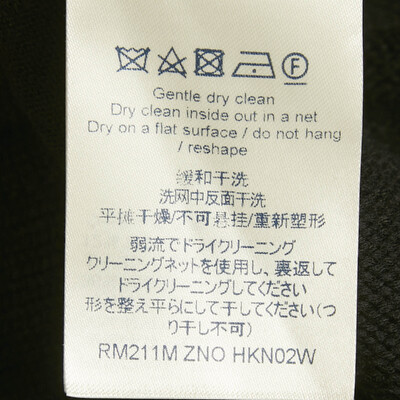 F
Gentle dry clean
Dry clean inside out in a net
Dry on a flat surface / do not hang
/ reshape
缓和干洗
洗网中反面干洗
平摊干燥/不可悬挂/重新塑形
弱流でドライクリーニング
クリーニングネットを使用し、裏返して
ドライクリーニングしてください
形を整え平らにして干してください(つ
り干し不可)
RM211M ZNO HKN02W